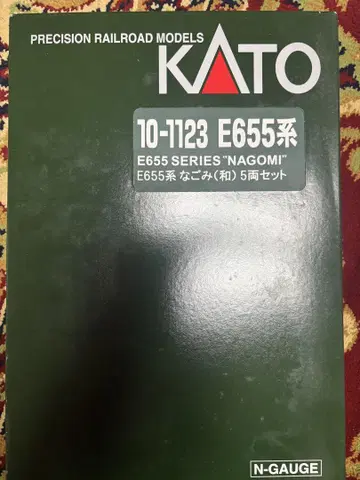 PRECISION RAILROAD MODELS
KATO
10-1123 E655系
E655 SERIES "NAGOMI"
E655系 なごみ(和) 5両セット
N-GAUGE